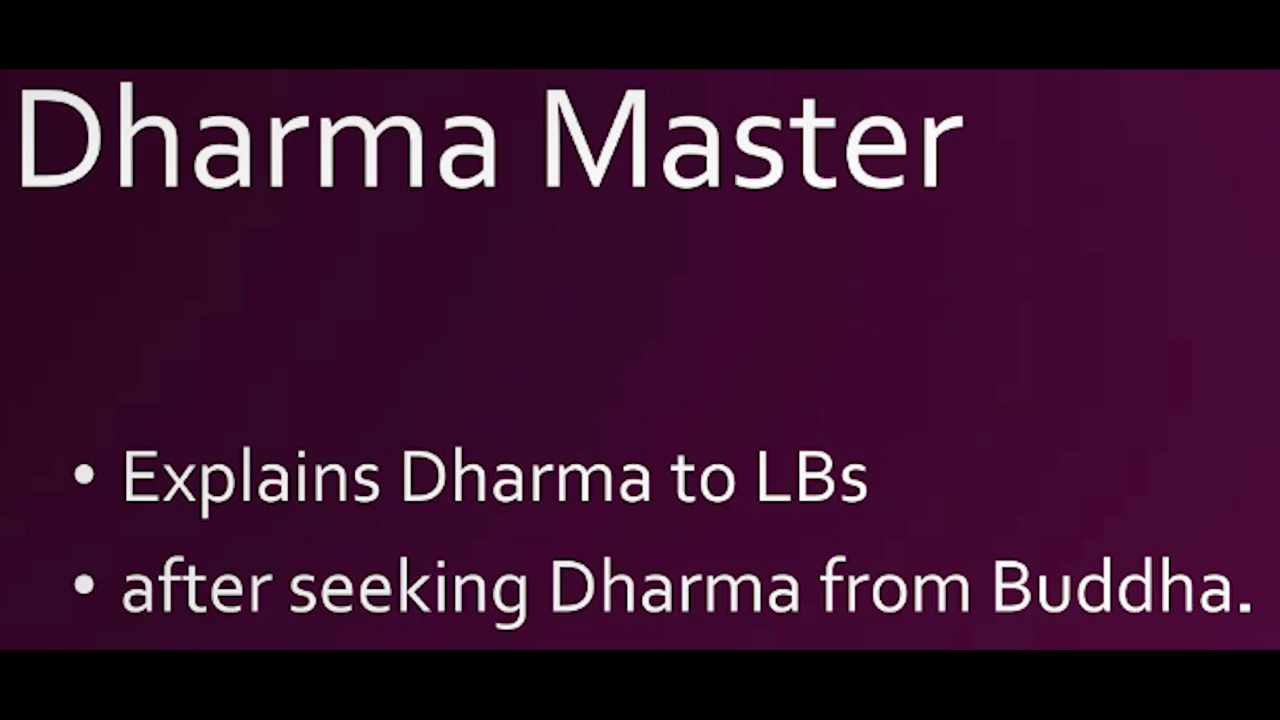 Dharma Master
• Explains Dharma to LBs
• after seeking Dharma from Buddha.